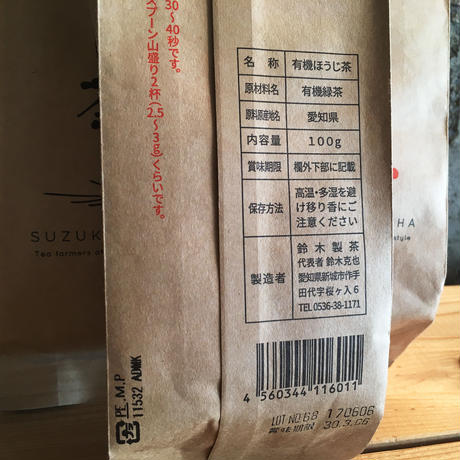 30〜40秒です。
スプーン山盛り2杯(2.5
〜3g)くらいです。
茶
SUZUK
Tea farmers
HA
style
名 称 有機ほうじ茶
原材料名 有機緑茶
原料原産地名 愛知県
内容量 100g
賞味期限 欄外下部に記載
保存方法 高温・多湿を避
け移り香にご
注意ください
製造者 鈴木製茶
代表者 鈴木克也
愛知県新城市作手
田代字桜ヶ入6
TEL 0536-38-1171
4 560344 116011
LOT NO.68 170606
賞味期限 30.3.06
PE .M.P
11532 ADMK